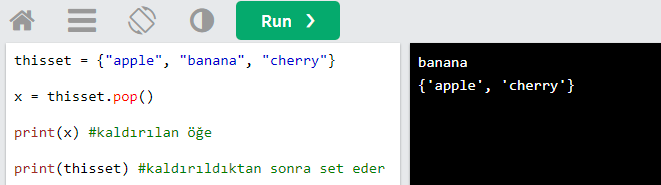 Run ❯
thisset = {"apple", "banana", "cherry"}
x = thisset.pop()
print(x) #kaldırılan öğe
print(thisset) #kaldırıldıktan sonra set eder
banana
{'apple', 'cherry'}